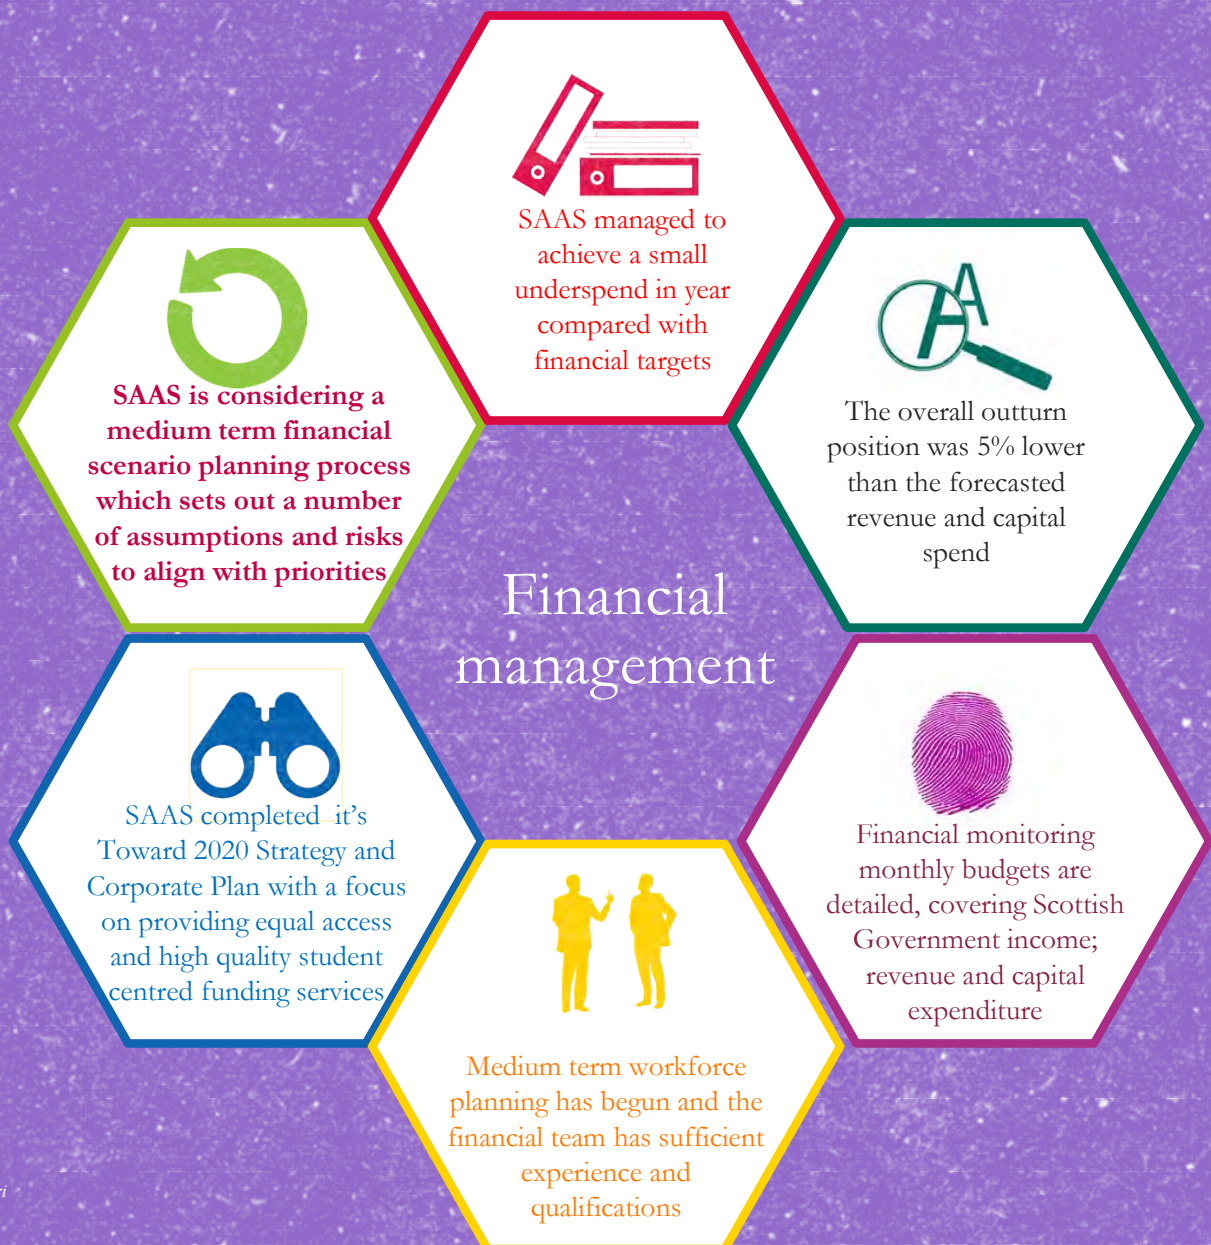 SAAS managed to
achieve a small
underspend in year
compared with
financial targets
The overall outturn
position was 5% lower
than the forecasted
revenue and capital
spend
Financial monitoring
monthly budgets are
detailed, covering Scottish
Government income;
revenue and capital
expenditure
Medium term workforce
planning has begun and the
financial team has sufficient
experience and
qualifications
SAAS completed it’s
Toward 2020 Strategy and
Corporate Plan with a focus
on providing equal access
and high quality student
centred funding services
SAAS is considering a
medium term financial
scenario planning process
which sets out a number
of assumptions and risks
to align with priorities
Financial
management